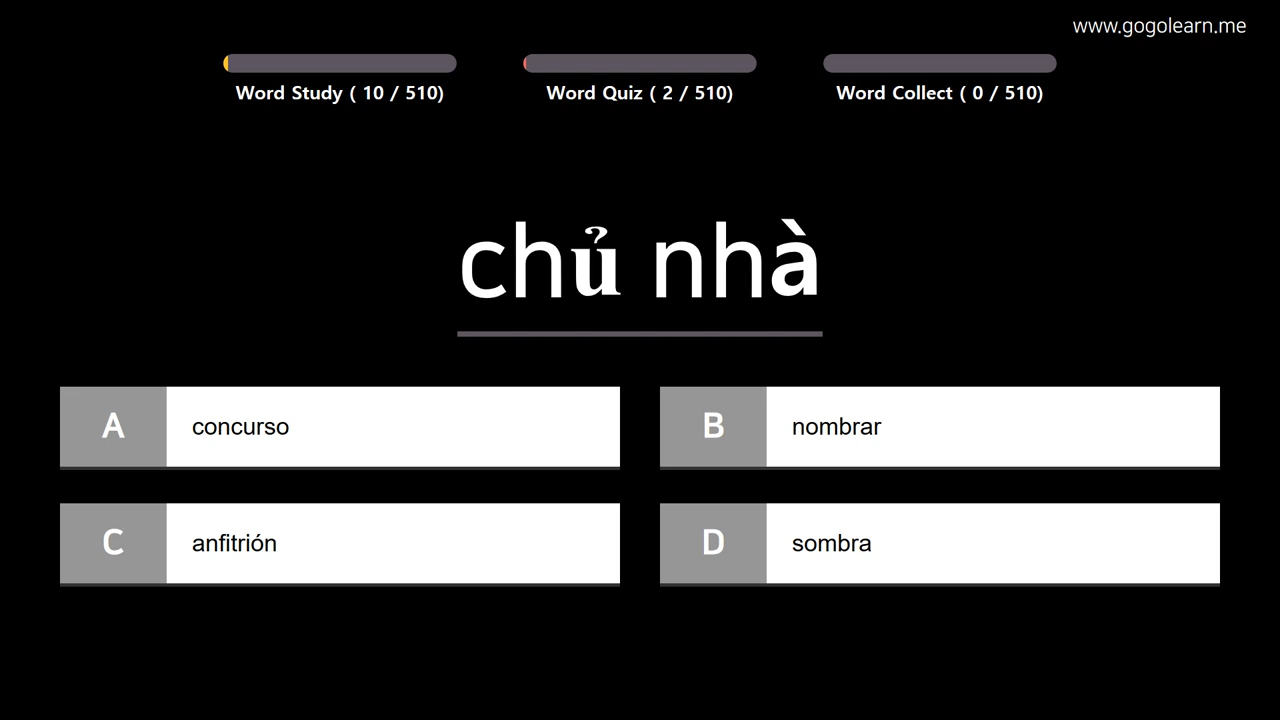 www.gogolearn.me
Word Study ( 10 / 510)
Word Quiz ( 2 / 510)
Word Collect ( 0 / 510)
chủ nhà
A concurso
B nombrar
C anfitrión
D sombra